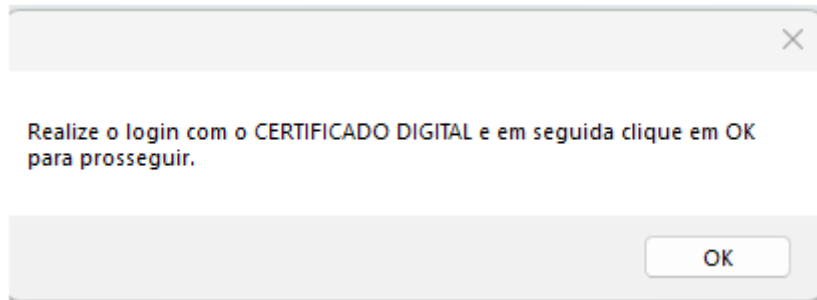 Realize o login com o CERTIFICADO DIGITAL e em seguida clique em OK
para prosseguir.
OK